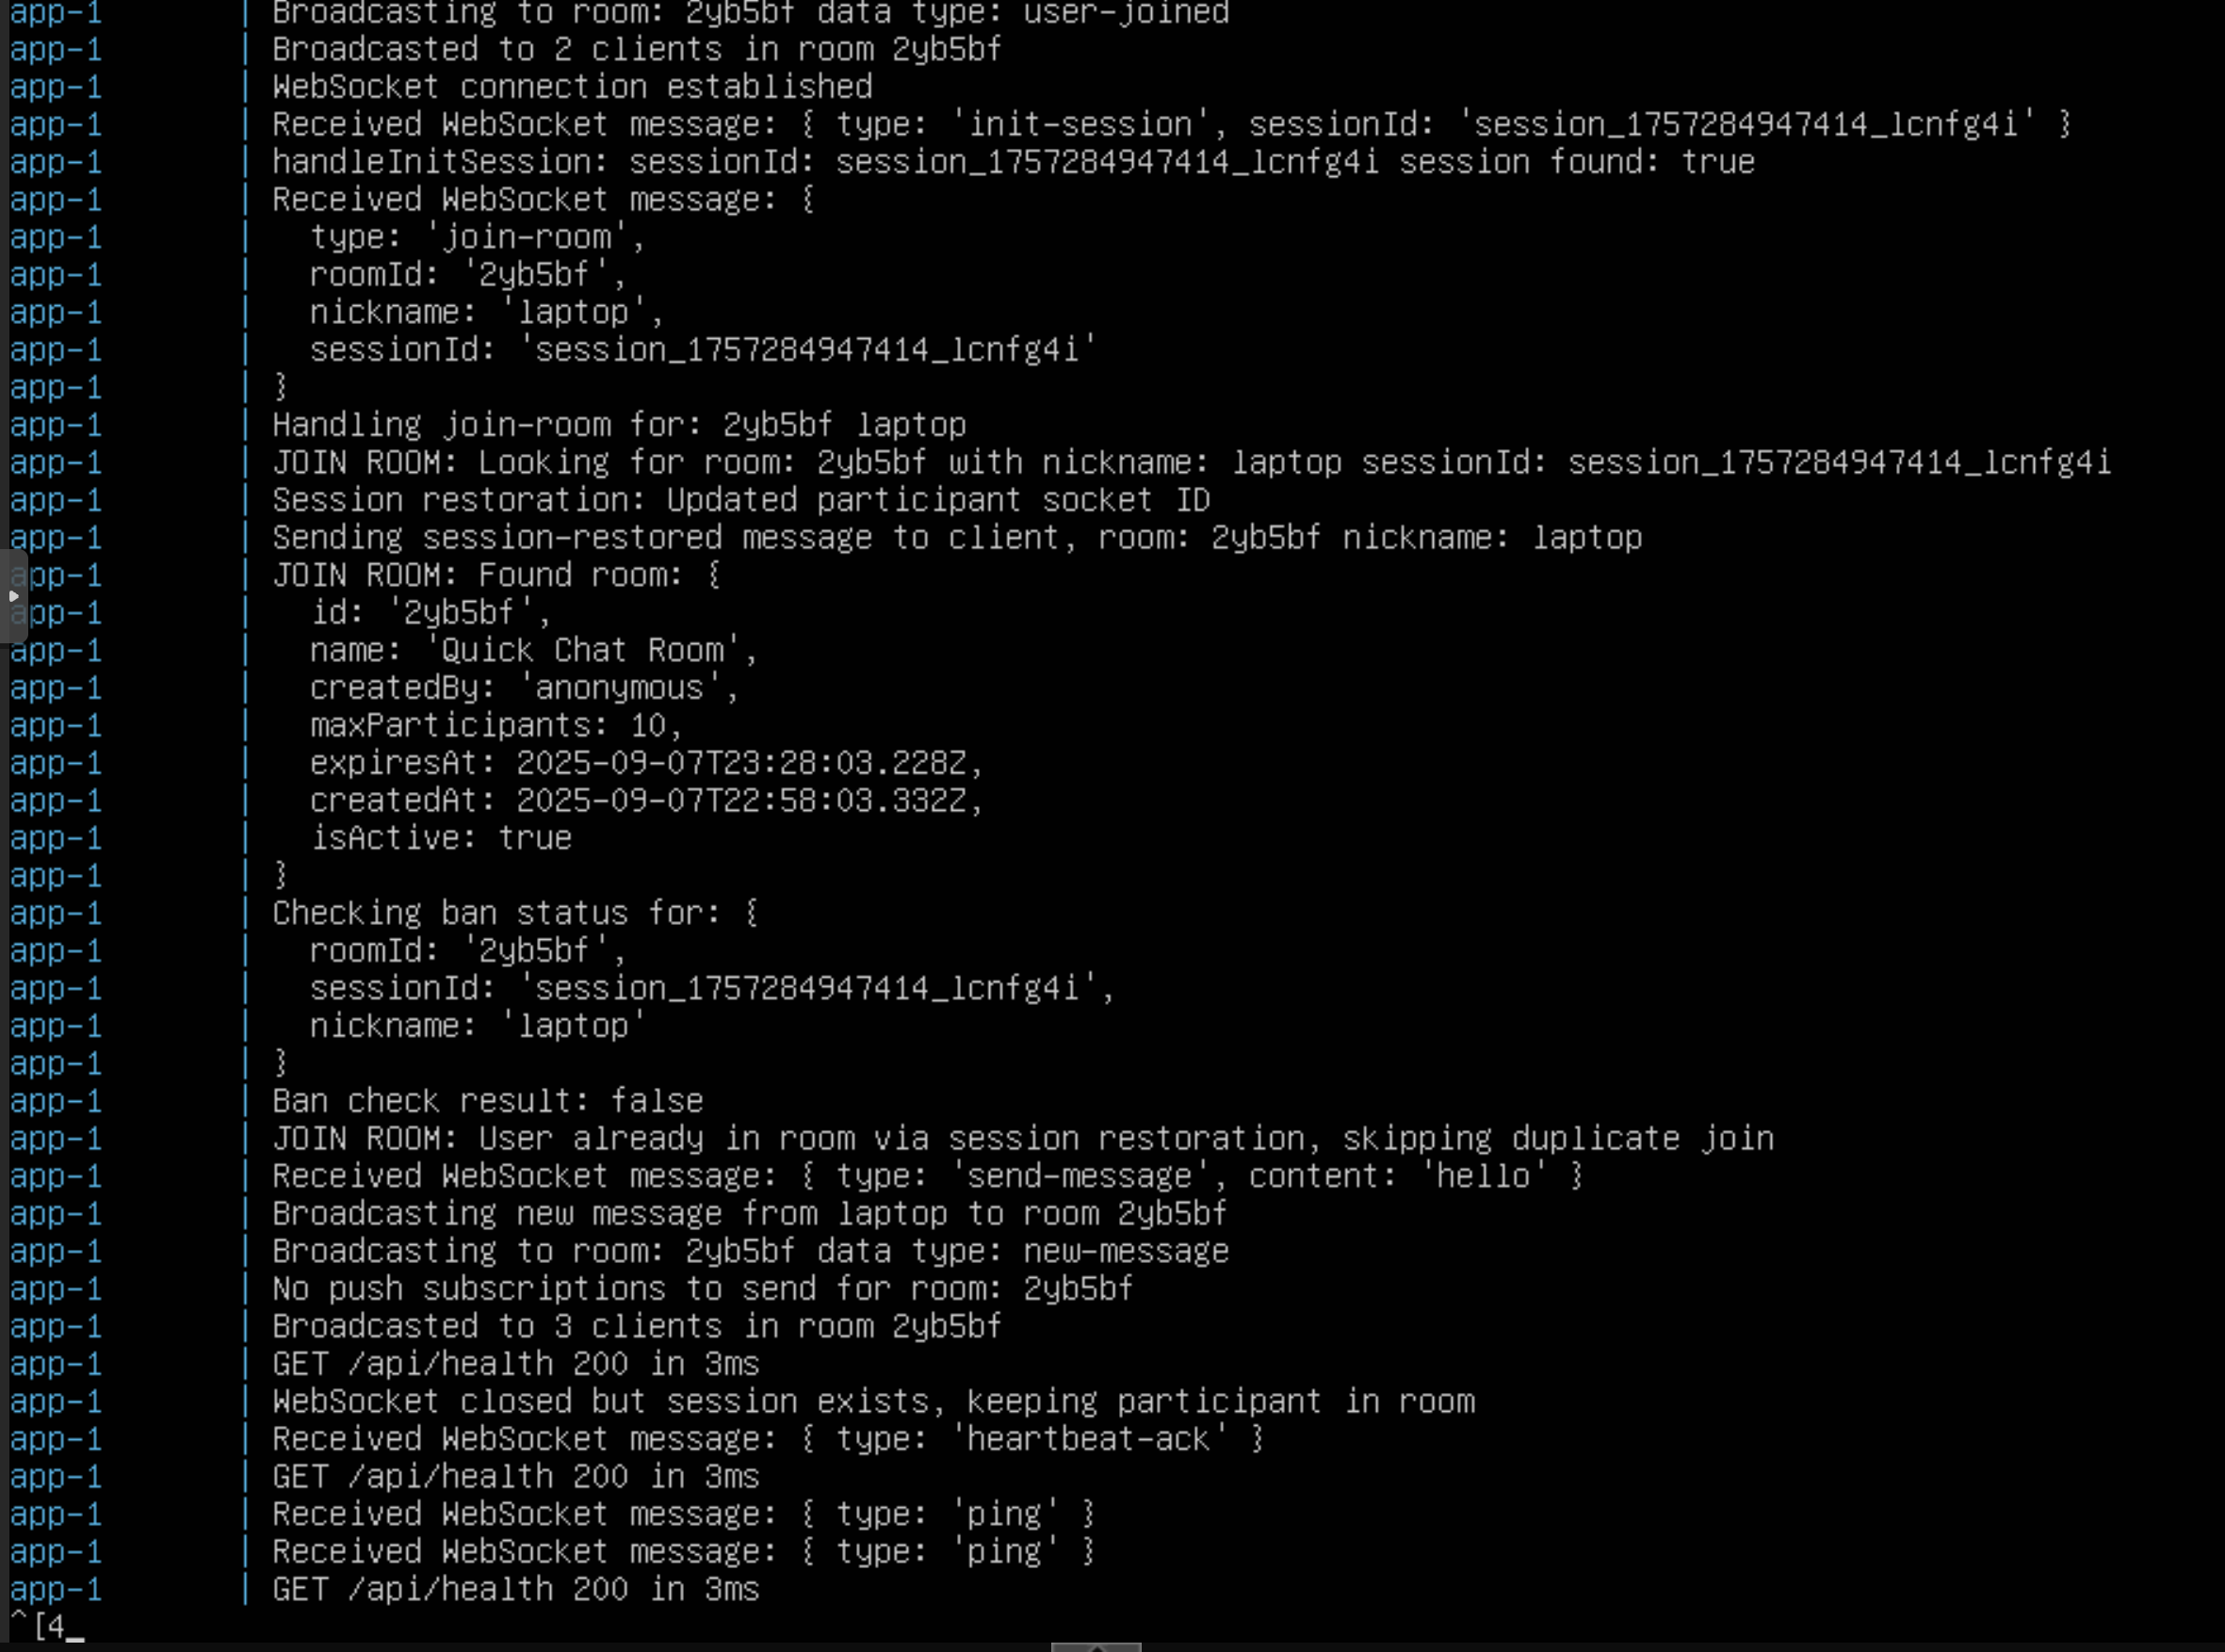 app-1 | Broadcasting to room: 2yb5bf data type: user-joined
app-1 | Broadcasted to 2 clients in room 2yb5bf
app-1 | WebSocket connection established
app-1 | Received WebSocket message: { type: 'init-session', sessionId: 'session_1757284947414_lcnfg4i' }
app-1 | handleInitSession: sessionId: session_1757284947414_lcnfg4i session found: true
app-1 | Received WebSocket message: {
app-1 |   type: 'join-room',
app-1 |   roomId: '2yb5bf',
app-1 |   nickname: 'laptop',
app-1 |   sessionId: 'session_1757284947414_lcnfg4i'
app-1 | }
app-1 | Handling join-room for: 2yb5bf laptop
app-1 | JOIN ROOM: Looking for room: 2yb5bf with nickname: laptop sessionId: session_1757284947414_lcnfg4i
app-1 | Session restoration: Updated participant socket ID
app-1 | Sending session-restored message to client, room: 2yb5bf nickname: laptop
app-1 | JOIN ROOM: Found room: {
app-1 |   id: '2yb5bf',
app-1 |   name: 'Quick Chat Room',
app-1 |   createdBy: 'anonymous',
app-1 |   maxParticipants: 10,
app-1 |   expiresAt: 2025-09-07T23:28:03.228Z,
app-1 |   createdAt: 2025-09-07T22:58:03.332Z,
app-1 |   isActive: true
app-1 | }
app-1 | Checking ban status for: {
app-1 |   roomId: '2yb5bf',
app-1 |   sessionId: 'session_1757284947414_lcnfg4i',
app-1 |   nickname: 'laptop'
app-1 | }
app-1 | Ban check result: false
app-1 | JOIN ROOM: User already in room via session restoration, skipping duplicate join
app-1 | Received WebSocket message: { type: 'send-message', content: 'hello' }
app-1 | Broadcasting new message from laptop to room 2yb5bf
app-1 | Broadcasting to room: 2yb5bf data type: new-message
app-1 | No push subscriptions to send for room: 2yb5bf
app-1 | Broadcasted to 3 clients in room 2yb5bf
app-1 | GET /api/health 200 in 3ms
app-1 | WebSocket closed but session exists, keeping participant in room
app-1 | Received WebSocket message: { type: 'heartbeat-ack' }
app-1 | GET /api/health 200 in 3ms
app-1 | Received WebSocket message: { type: 'ping' }
app-1 | Received WebSocket message: { type: 'ping' }
app-1 | GET /api/health 200 in 3ms
^[4_